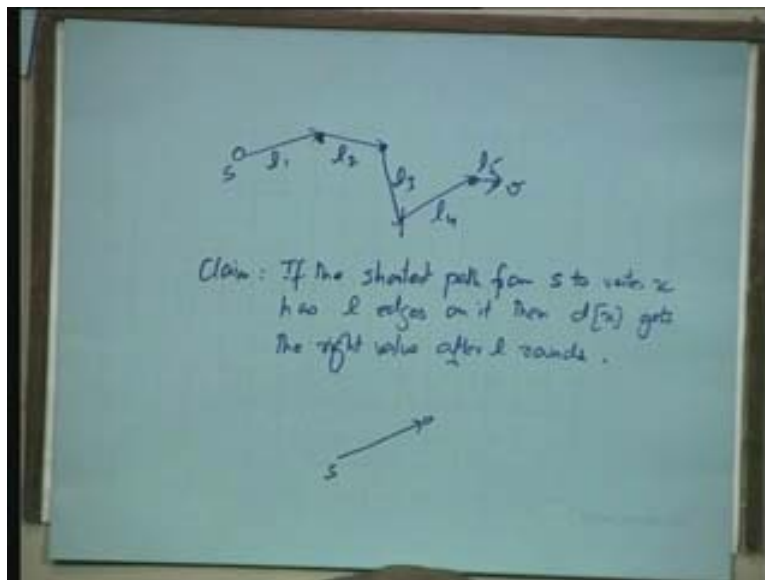 s l1 l2 l3 l4 l5 v
Claim: If the shortest path from s to vertex x
has l edges on it then d[x] gets
the right value after l rounds.
s